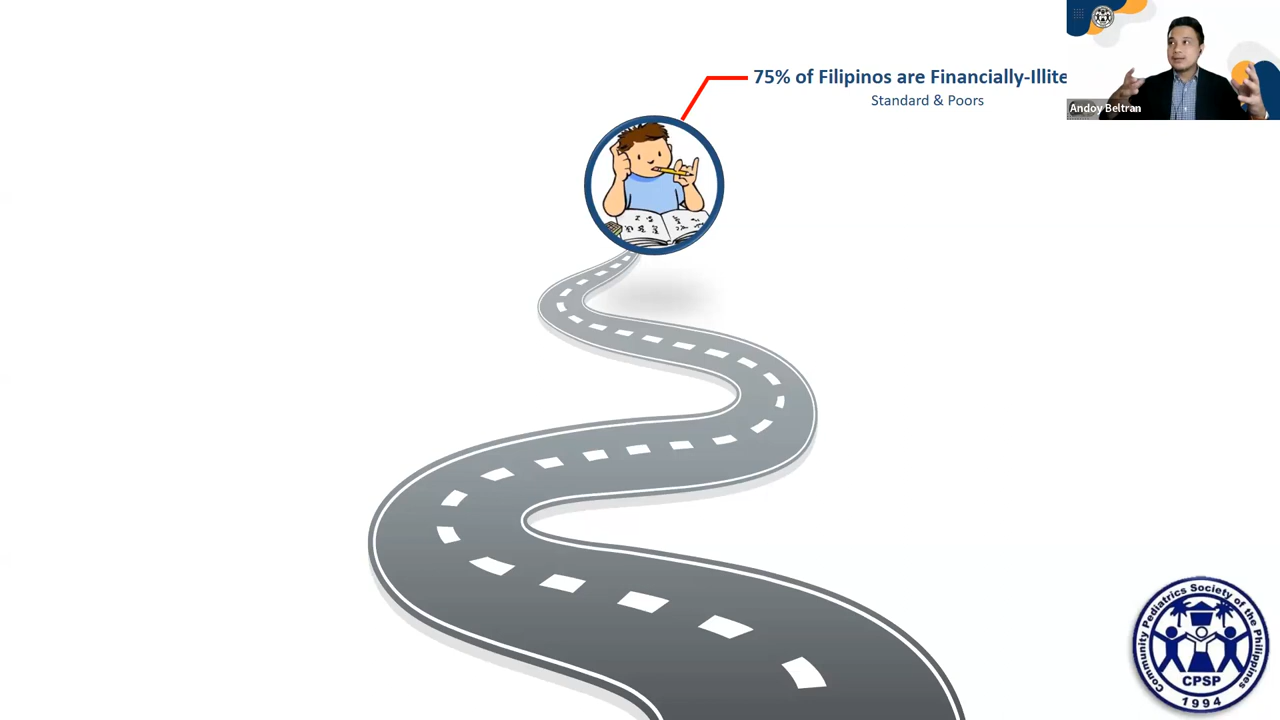 75% of Filipinos are Financially-Illite
Standard & Poors
Andoy Beltran
Community Pediatrics Society of the Philippines
CPSP
1994